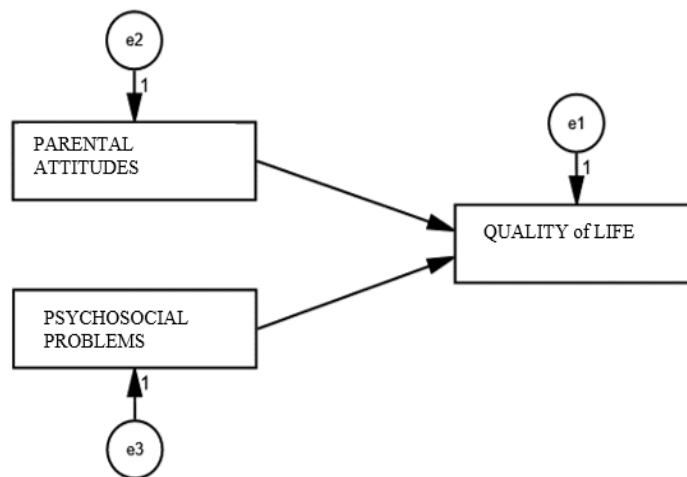 e2
1
PARENTAL
ATTITUDES
e1
1
QUALITY of LIFE
PSYCHOSOCIAL
PROBLEMS
1
e3